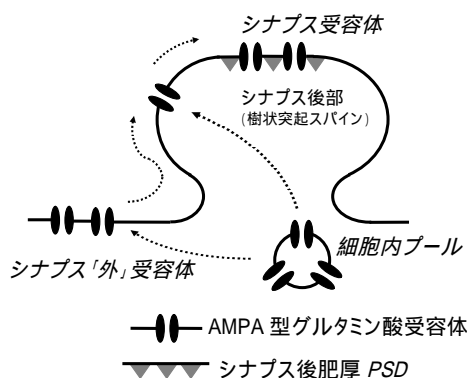 シナプス受容体
シナプス後部
(樹状突起スパイン)
シナプス「外」受容体
細胞内プール
AMPA 型グルタミン酸受容体
シナプス後肥厚 PSD